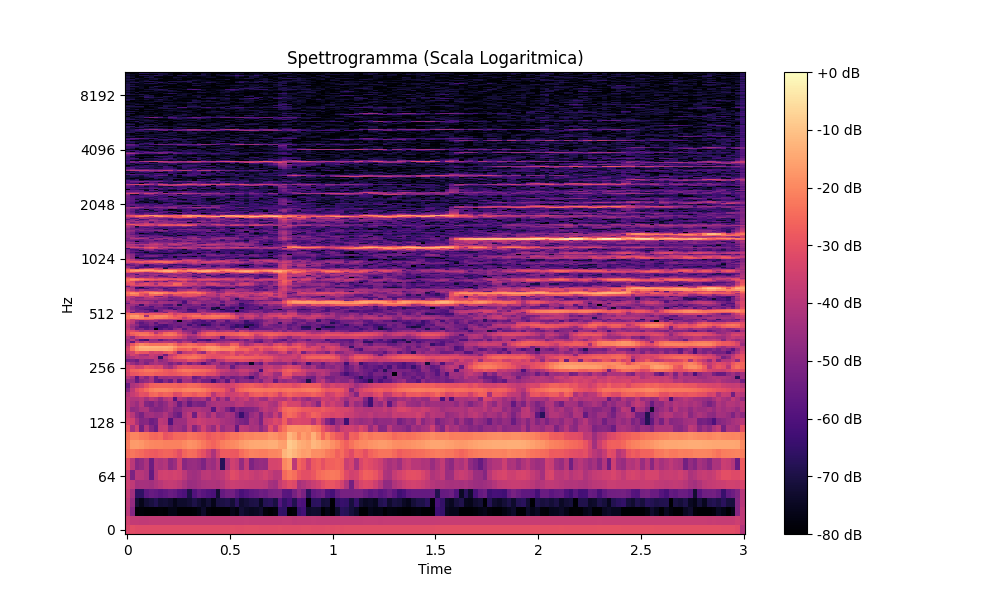 Spettrogramma (Scala Logaritmica)
Hz
8192
4096
2048
1024
512
256
128
64
0
0
0.5
1
1.5
2
2.5
3
Time
+0 dB
-10 dB
-20 dB
-30 dB
-40 dB
-50 dB
-60 dB
-70 dB
-80 dB